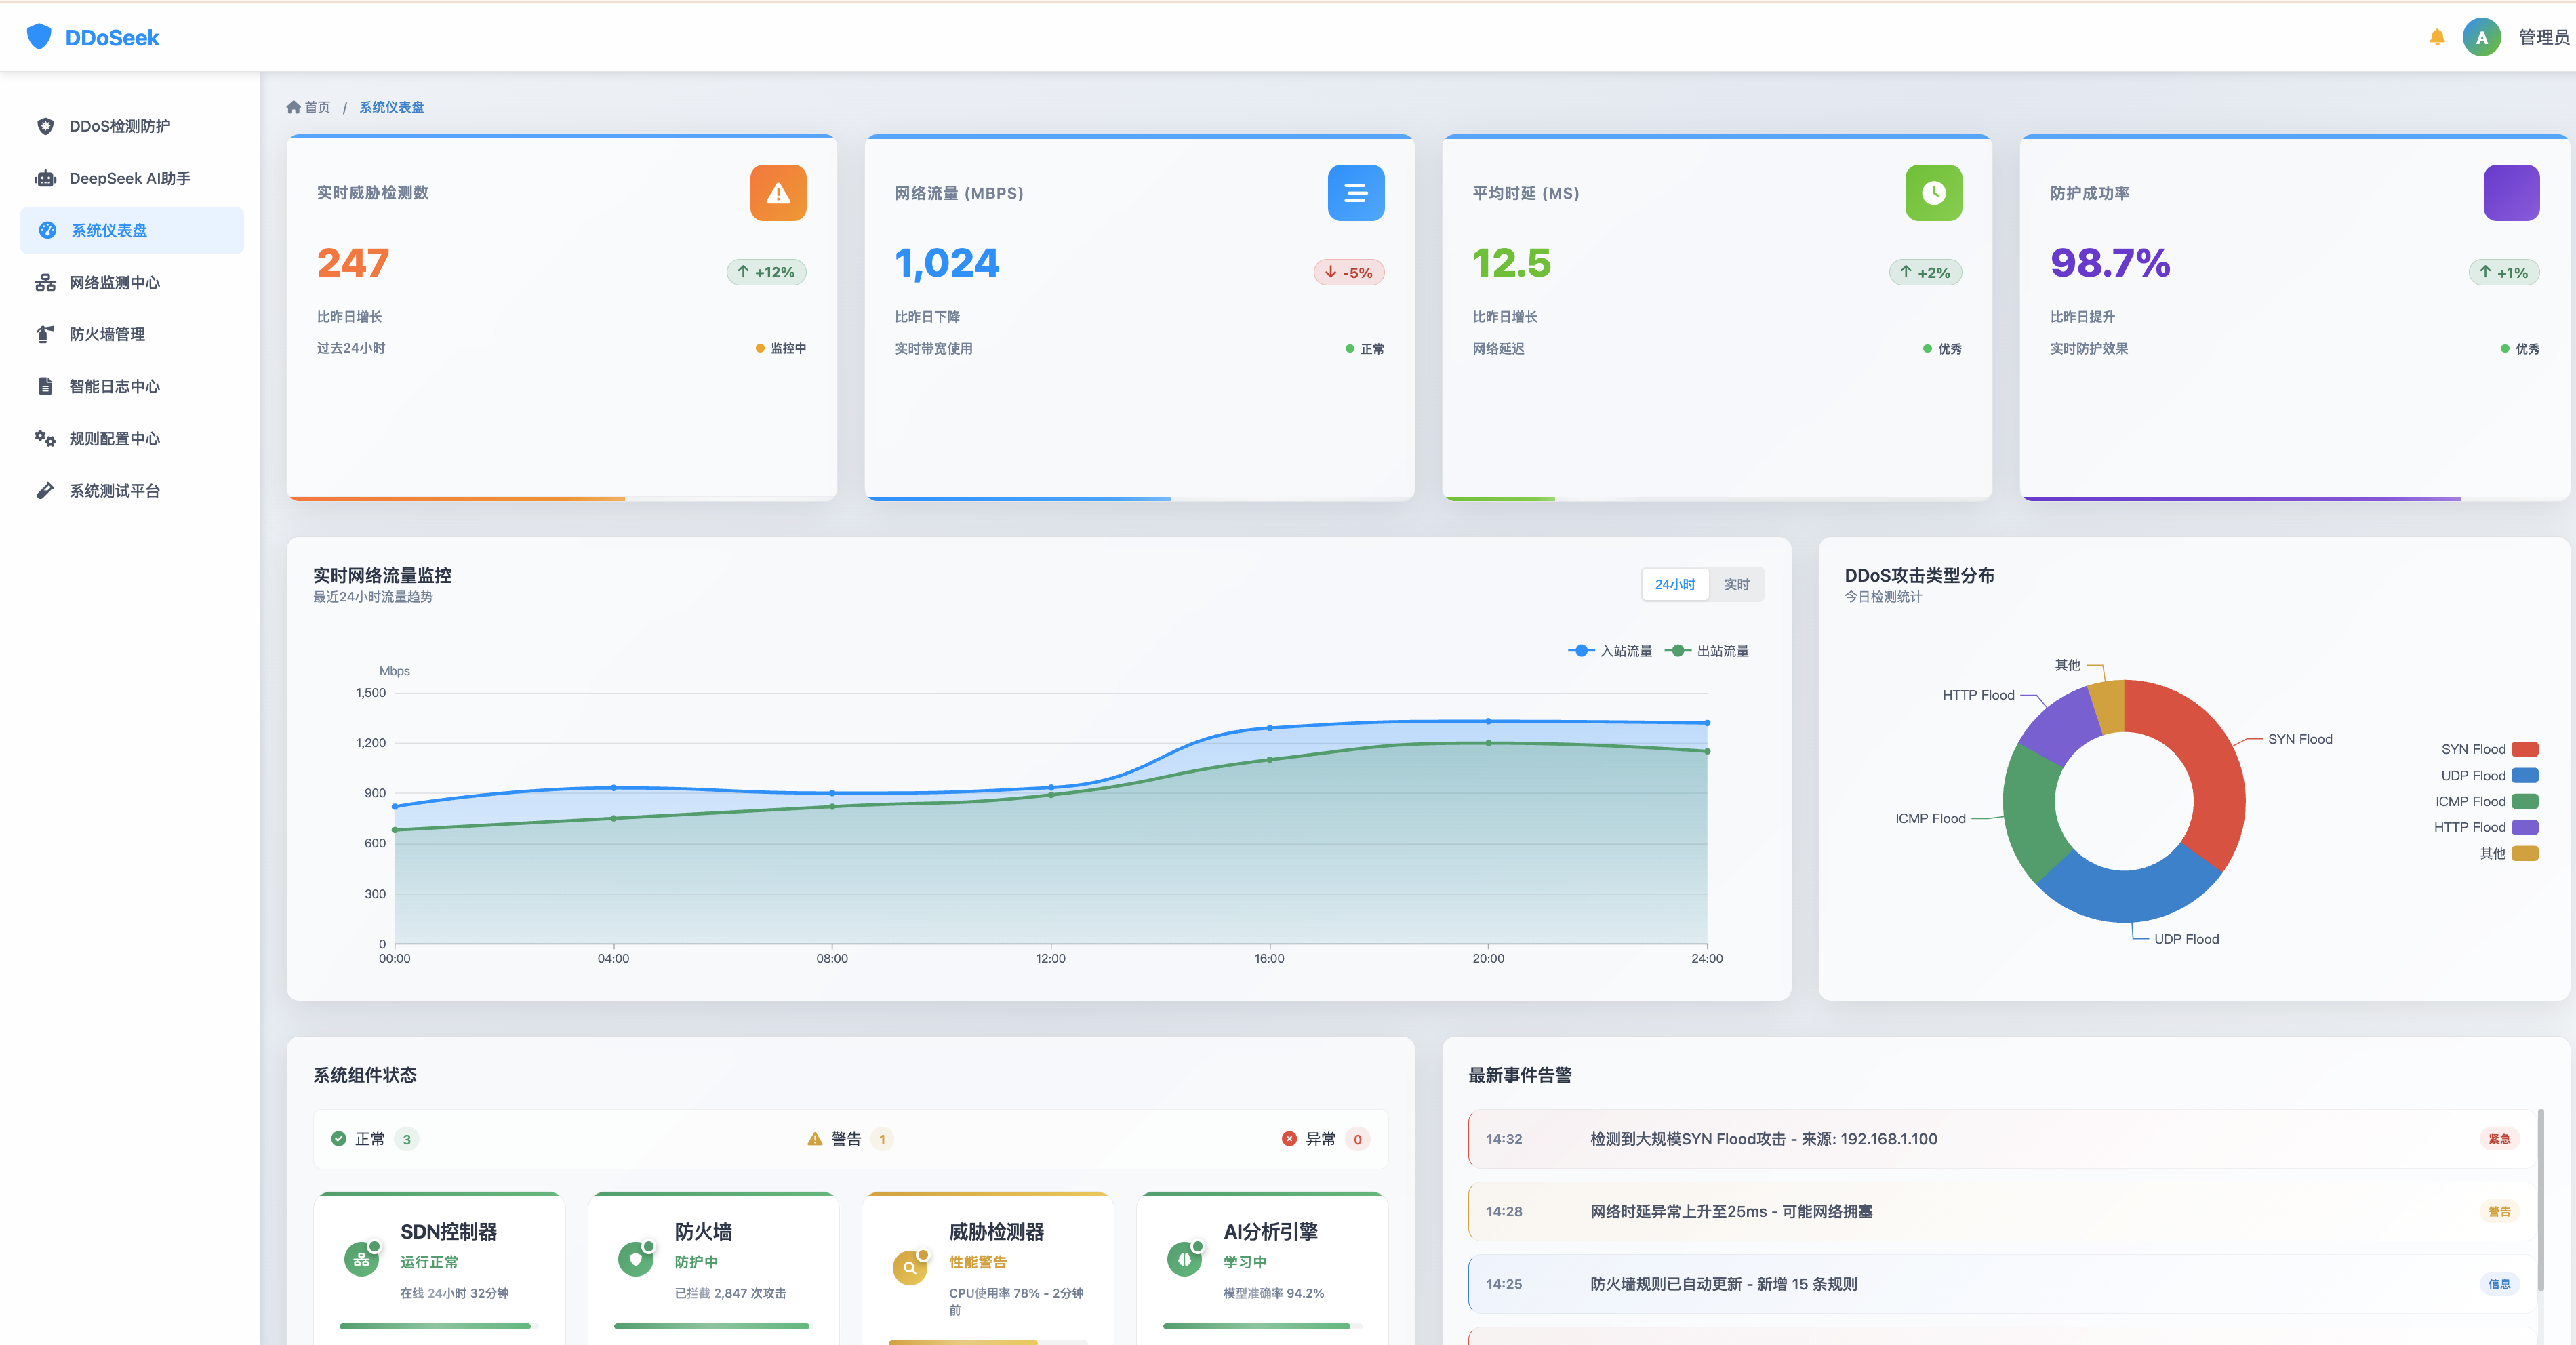 DDoSeek
A
管理员
DDoS检测防护
DeepSeek AI助手
系统仪表盘
网络监测中心
防火墙管理
智能日志中心
规则配置中心
系统测试平台
首页 / 系统仪表盘
实时威胁检测数
247
+12%
比昨日增长
过去24小时
监控中
网络流量 (MBPS)
1,024
-5%
比昨日下降
实时带宽使用
正常
平均时延 (MS)
12.5
+2%
比昨日增长
网络延迟
优秀
防护成功率
98.7%
+1%
比昨日提升
实时防护效果
优秀
实时网络流量监控
最近24小时流量趋势
24小时
实时
入站流量
出站流量
Mbps
1,500
1,200
900
600
300
0
00:00
04:00
08:00
12:00
16:00
20:00
24:00
DDoS攻击类型分布
今日检测统计
其他
HTTP Flood
SYN Flood
ICMP Flood
UDP Flood
SYN Flood
UDP Flood
ICMP Flood
HTTP Flood
其他
系统组件状态
正常 3
警告 1
异常 0
SDN控制器
运行正常
在线 24小时 32分钟
防火墙
防护中
已拦截 2,847 次攻击
威胁检测器
性能警告
CPU使用率 78% - 2分钟
前
AI分析引擎
学习中
模型准确率 94.2%
最新事件告警
14:32 检测到大规模SYN Flood攻击 - 来源: 192.168.1.100 紧急
14:28 网络时延异常上升至25ms - 可能网络拥塞 警告
14:25 防火墙规则已自动更新 - 新增 15 条规则 信息